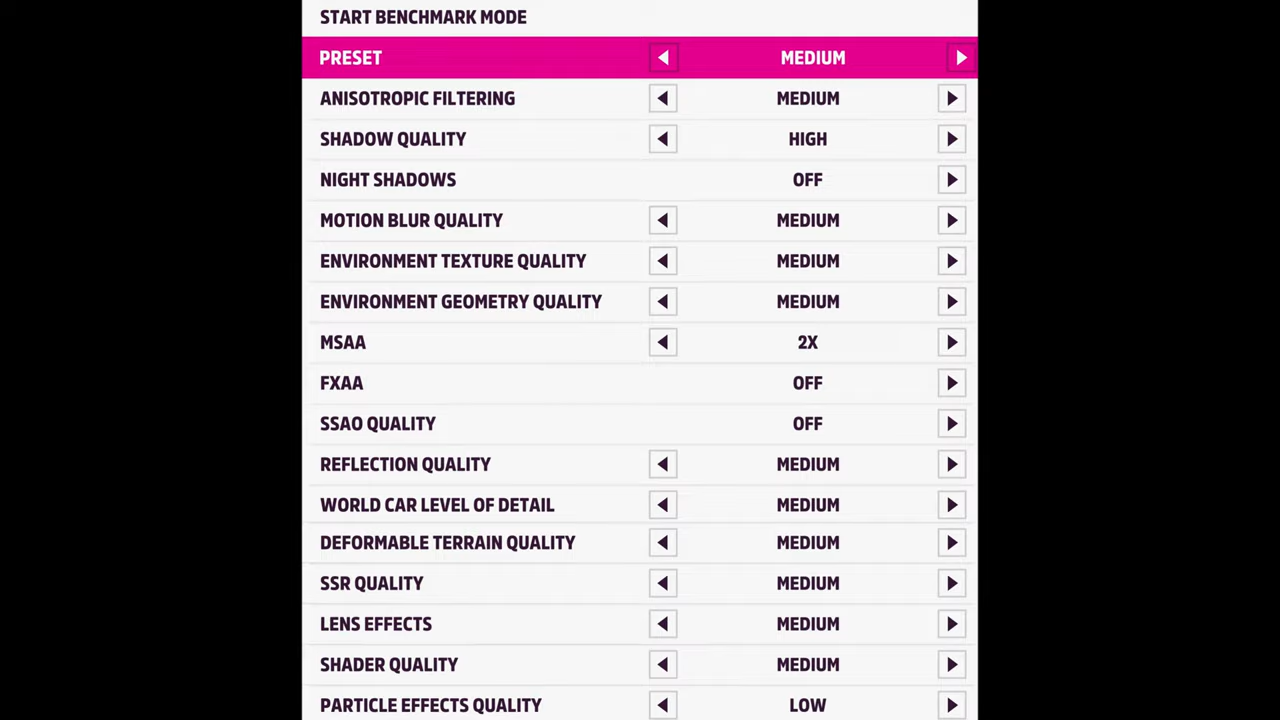 START BENCHMARK MODE
PRESET MEDIUM
ANISOTROPIC FILTERING MEDIUM
SHADOW QUALITY HIGH
NIGHT SHADOWS OFF
MOTION BLUR QUALITY MEDIUM
ENVIRONMENT TEXTURE QUALITY MEDIUM
ENVIRONMENT GEOMETRY QUALITY MEDIUM
MSAA 2X
FXAA OFF
SSAO QUALITY OFF
REFLECTION QUALITY MEDIUM
WORLD CAR LEVEL OF DETAIL MEDIUM
DEFORMABLE TERRAIN QUALITY MEDIUM
SSR QUALITY MEDIUM
LENS EFFECTS MEDIUM
SHADER QUALITY MEDIUM
PARTICLE EFFECTS QUALITY LOW